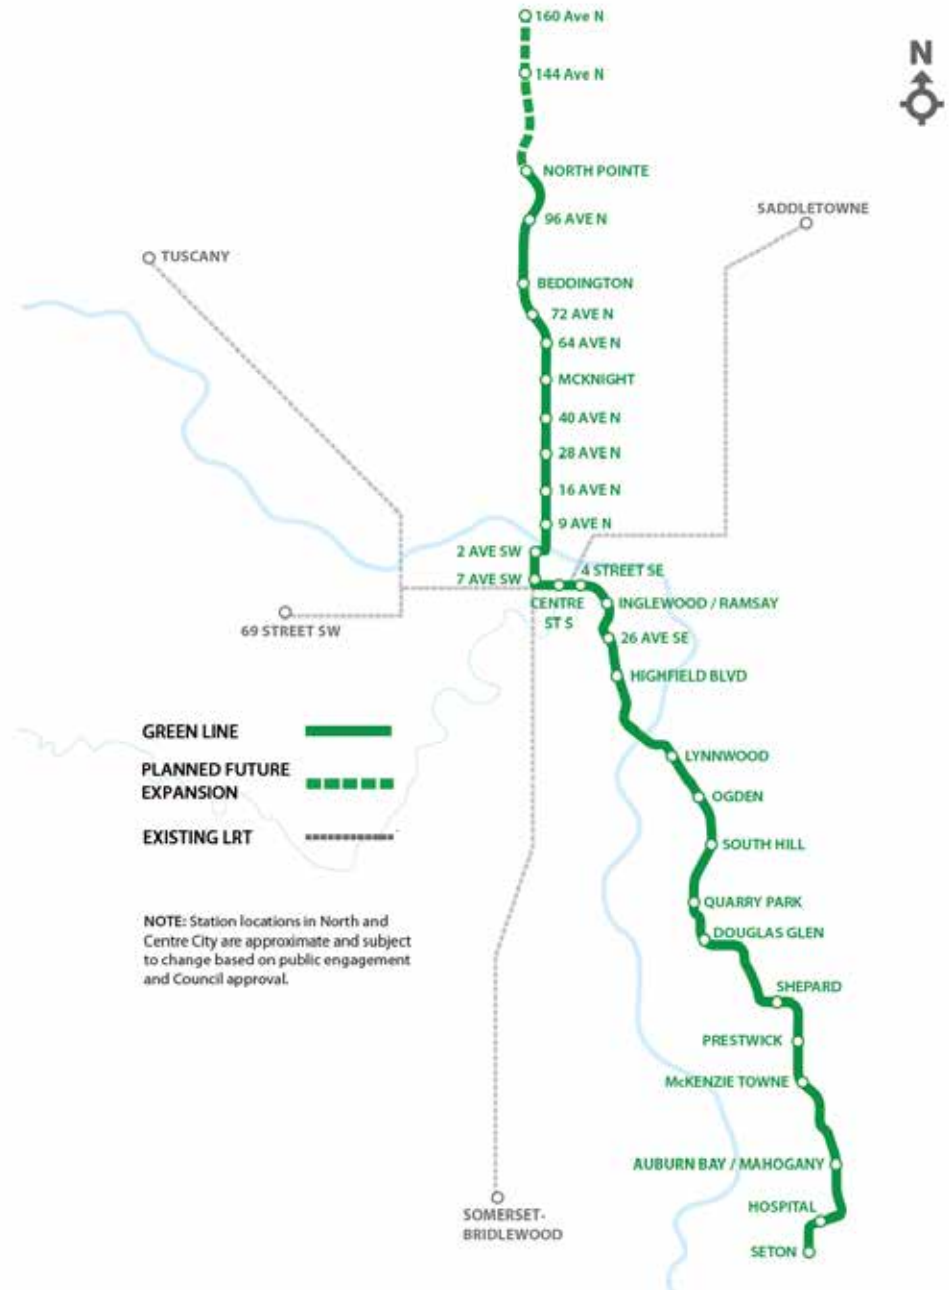 160 Ave N
N
144 Ave N
NORTH POINTE
SADDLETOWNE
96 AVE N
TUSCANY
BEDDINGTON
72 AVE N
64 AVE N
MCKNIGHT
40 AVE N
28 AVE N
16 AVE N
9 AVE N
2 AVE SW
7 AVE SW
4 STREET SE
CENTRE
ST S
INGLEWOOD / RAMSAY
69 STREET SW
26 AVE SE
HIGHFIELD BLVD
GREEN LINE
LYNNWOOD
PLANNED FUTURE
EXPANSION
OGDEN
EXISTING LRT
SOUTH HILL
QUARRY PARK
NOTE: Station locations in North and
Centre City are approximate and subject
to change based on public engagement
and Council approval.
DOUGLAS GLEN
SHEPARD
PRESTWICK
McKENZIE TOWNE
AUBURN BAY / MAHOGANY
HOSPITAL
SOMERSET-
BRIDLEWOOD
SETON